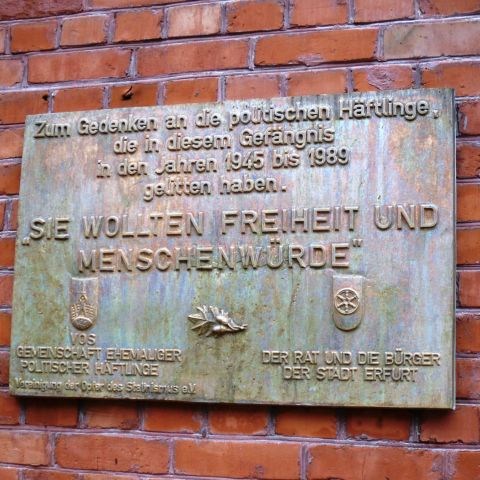 Zum Gedenken an die politischen Häftlinge,
die in diesem Gefängnis
in den Jahren 1945 bis 1989
gelitten haben.
„SIE WOLLTEN FREIHEIT UND
MENSCHENWÜRDE“
VOS
GEMEINSCHAFT EHEMALIGER
POLITISCHER HÄFTLINGE
Vereinigung der Opfer des Stalinismus e.V.
DER RAT UND DIE BÜRGER
DER STADT ERFURT